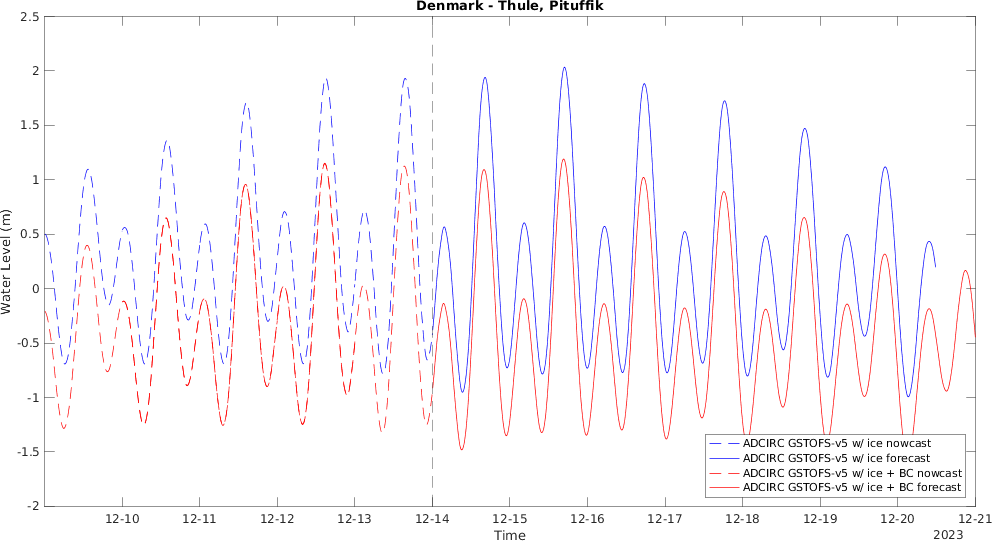 Denmark - Thule, Pituffik
2.5
2
1.5
1
0.5
0
-0.5
-1
-1.5
-2
Water Level (m)
ADCIRC GSTOFS-v5 w/ ice nowcast
ADCIRC GSTOFS-v5 w/ ice forecast
ADCIRC GSTOFS-v5 w/ ice + BC nowcast
ADCIRC GSTOFS-v5 w/ ice + BC forecast
12-10 12-11 12-12 12-13 12-14 12-15 12-16 12-17 12-18 12-19 12-20 12-21
Time
2023